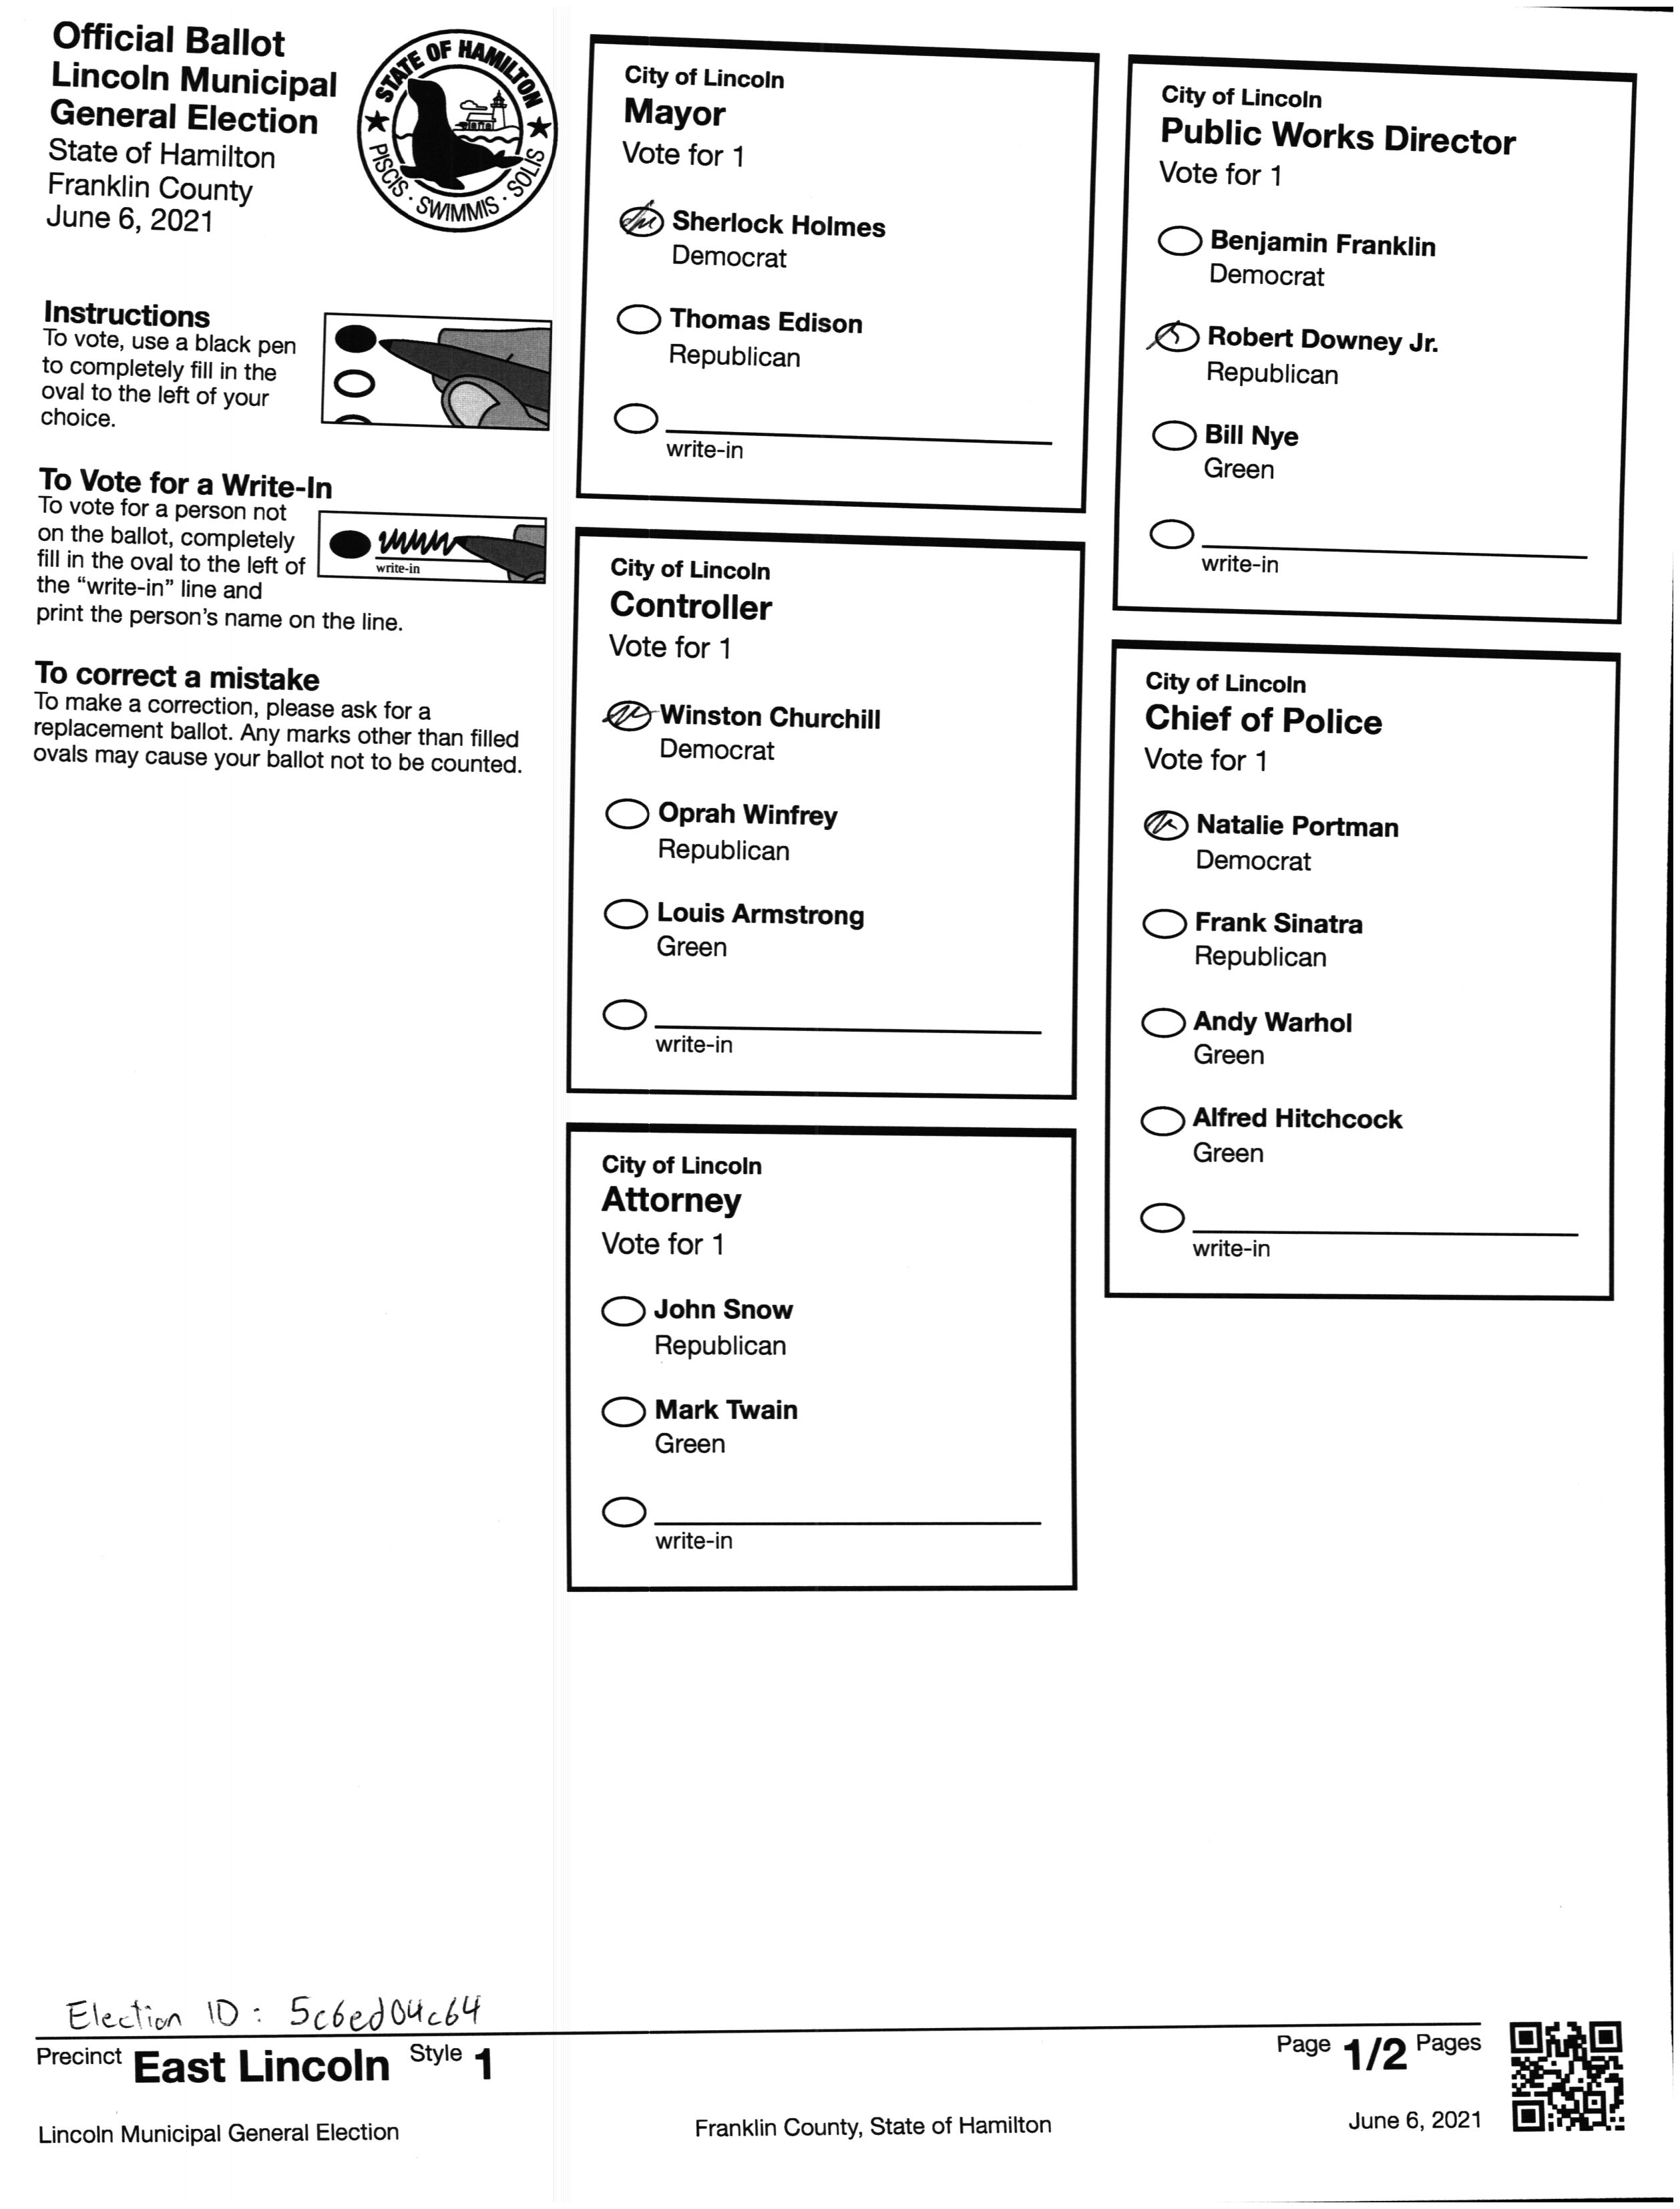 Official Ballot
Lincoln Municipal
General Election
State of Hamilton
Franklin County
June 6, 2021
STATE OF HAMILTON
PISCIS · SWIMMIS · SOLIS
Instructions
To vote, use a black pen
to completely fill in the
oval to the left of your
choice.
To Vote for a Write-In
To vote for a person not
on the ballot, completely
fill in the oval to the left of
the “write-in” line and
print the person's name on the line.
write-in
To correct a mistake
To make a correction, please ask for a
replacement ballot. Any marks other than filled
ovals may cause your ballot not to be counted.
City of Lincoln
Mayor
Vote for 1
Sherlock Holmes
Democrat
Thomas Edison
Republican
write-in
City of Lincoln
Controller
Vote for 1
Winston Churchill
Democrat
Oprah Winfrey
Republican
Louis Armstrong
Green
write-in
City of Lincoln
Attorney
Vote for 1
John Snow
Republican
Mark Twain
Green
write-in
City of Lincoln
Public Works Director
Vote for 1
Benjamin Franklin
Democrat
Robert Downey Jr.
Republican
Bill Nye
Green
write-in
City of Lincoln
Chief of Police
Vote for 1
Natalie Portman
Democrat
Frank Sinatra
Republican
Andy Warhol
Green
Alfred Hitchcock
Green
write-in
Election ID: 5c6ed04c64
Precinct East Lincoln Style 1
Page 1/2 Pages
Lincoln Municipal General Election
Franklin County, State of Hamilton
June 6, 2021